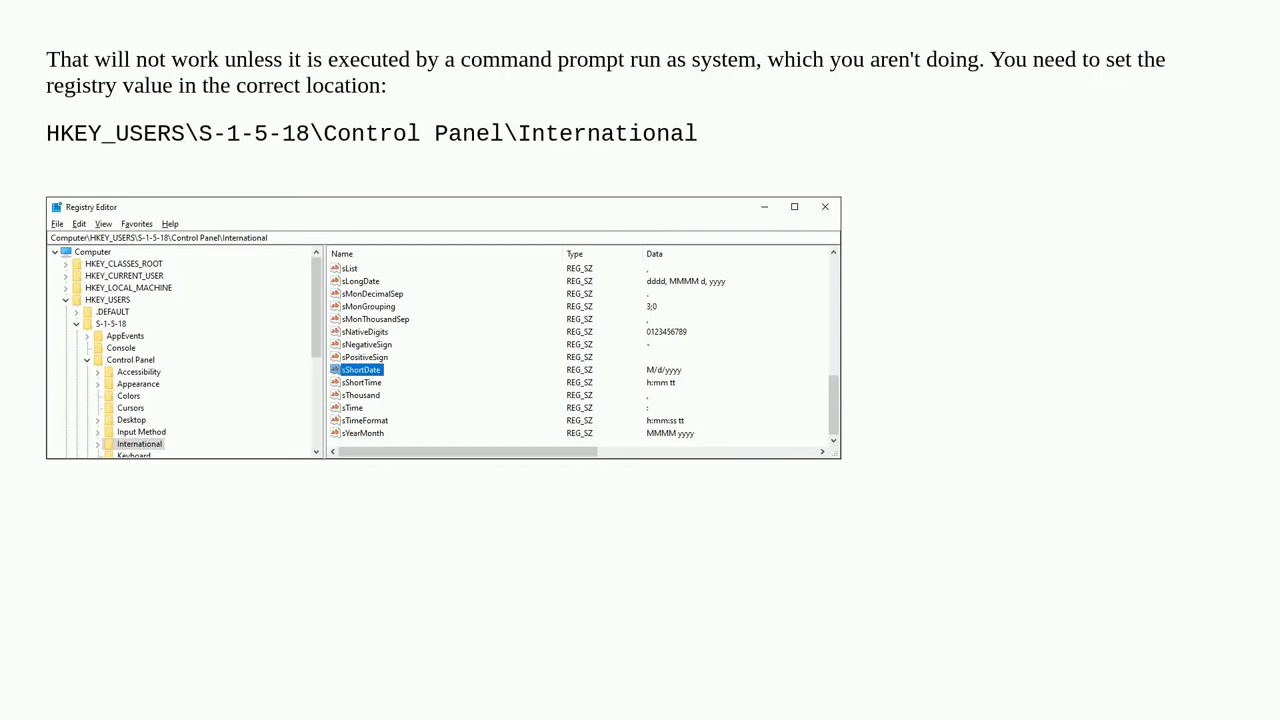 That will not work unless it is executed by a command prompt run as system, which you aren't doing. You need to set the
registry value in the correct location:
HKEY_USERS\S-1-5-18\Control Panel\International
Registry Editor
File Edit View Favorites Help
Computer\HKEY_USERS\S-1-5-18\Control Panel\International
Computer
HKEY_CLASSES_ROOT
HKEY_CURRENT_USER
HKEY_LOCAL_MACHINE
HKEY_USERS
.DEFAULT
S-1-5-18
AppEvents
Console
Control Panel
Accessibility
Appearance
Colors
Cursors
Desktop
Input Method
International
Keyboard
Name Type Data
sList REG_SZ ,
sLongDate REG_SZ dddd, MMMM d, yyyy
sMonDecimalSep REG_SZ .
sMonGrouping REG_SZ 3;0
sMonThousandSep REG_SZ ,
sNativeDigits REG_SZ 0123456789
sNegativeSign REG_SZ -
sPositiveSign REG_SZ
sShortDate REG_SZ M/d/yyyy
sShortTime REG_SZ h:mm tt
sThousand REG_SZ ,
sTime REG_SZ :
sTimeFormat REG_SZ h:mm:ss tt
sYearMonth REG_SZ MMMM yyyy